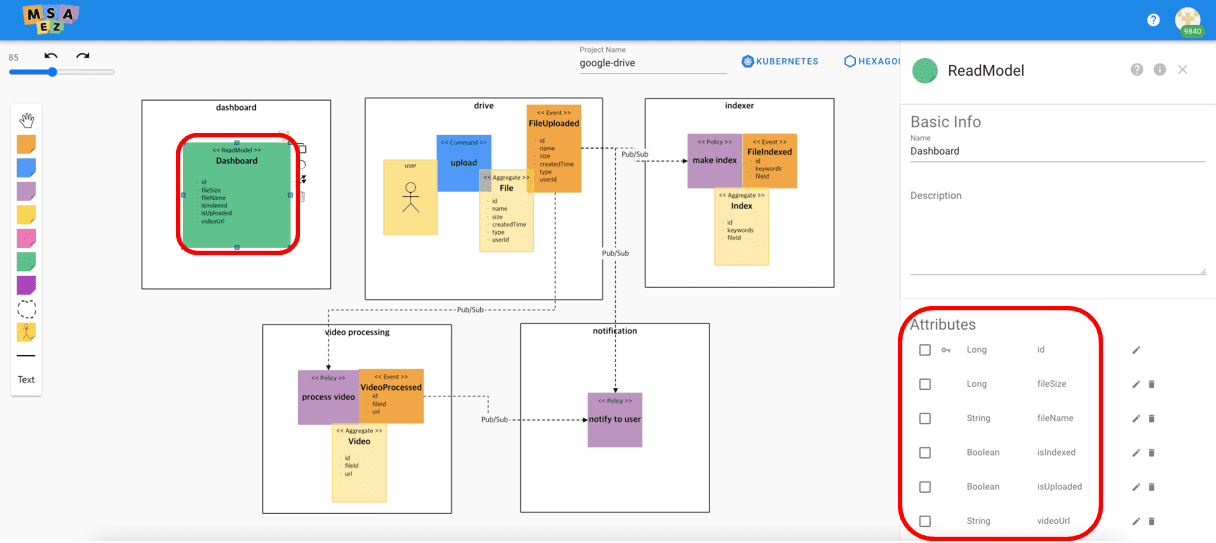 MSA
EZ
9840
85
Project Name
google-drive
KUBERNETES
HEXAGO
ReadModel
dashboard
<< ReadModel >>
Dashboard
- id
- fileSize
- fileName
- isIndexed
- isUploaded
- videoUrl
drive
<< Event >>
FileUploaded
- id
- name
- size
- createdTime
- type
- userId
<< Command >>
upload
user
<< Aggregate >>
File
- id
- name
- size
- createdTime
- type
- userId
Pub/Sub
Pub/Sub
Pub/Sub
indexer
<< Policy >>
make index
<< Event >>
FileIndexed
- id
- keywords
- fileId
<< Aggregate >>
Index
- id
- keywords
- fileId
video processing
<< Policy >>
process video
<< Event >>
VideoProcessed
- id
- fileId
- url
<< Aggregate >>
Video
- id
- fileId
- url
Pub/Sub
notification
<< Policy >>
notify to user
Text
Basic Info
Name
Dashboard
Description
Attributes
Long id
Long fileSize
String fileName
Boolean isIndexed
Boolean isUploaded
String videoUrl